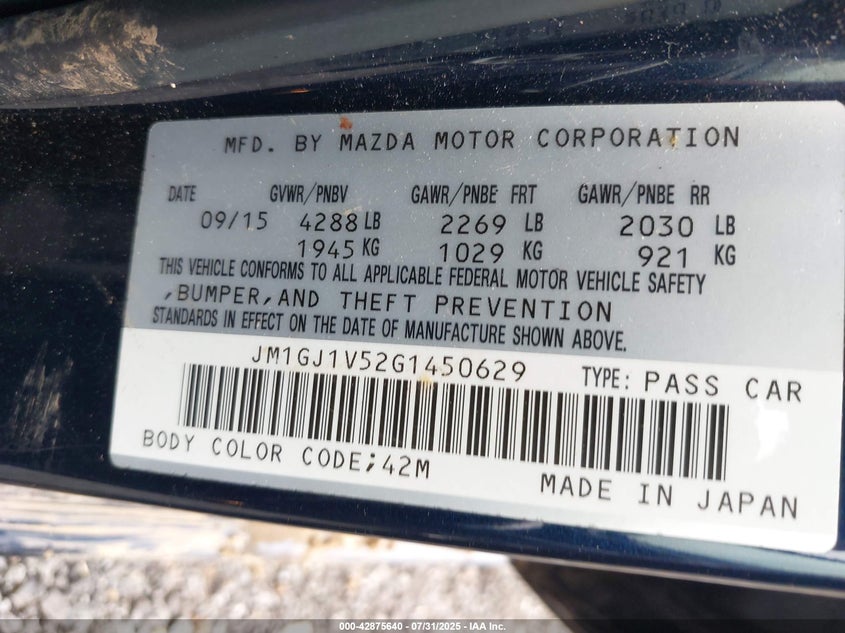 MFD. BY MAZDA MOTOR CORPORATION
DATE GVWR/PNBV GAWR/PNBE FRT GAWR/PNBE RR
09/15 4288 LB 2269 LB 2030 LB
1945 KG 1029 KG 921 KG
THIS VEHICLE CONFORMS TO ALL APPLICABLE FEDERAL MOTOR VEHICLE SAFETY
,BUMPER,AND THEFT PREVENTION
STANDARDS IN EFFECT ON THE DATE OF MANUFACTURE SHOWN ABOVE.
JM1GJ1V52G1450629 TYPE: PASS CAR
BODY COLOR CODE;42M
MADE IN JAPAN
000-42875640 - 07/31/2025 - IAA Inc.